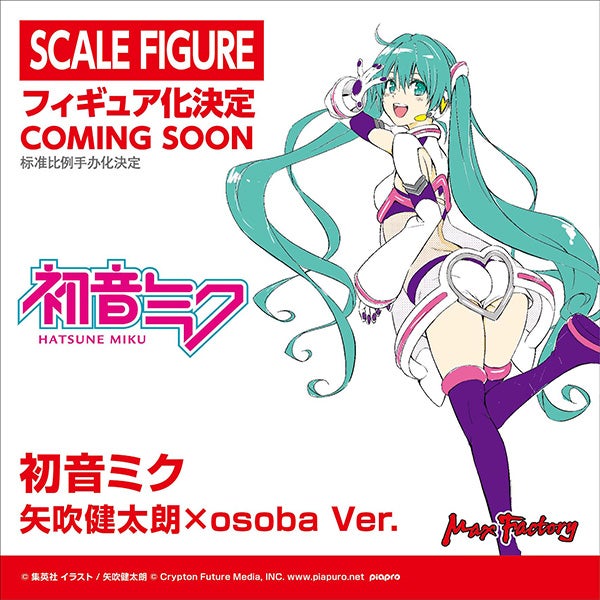 SCALE FIGURE
フィギュア化決定
COMING SOON
标准比例手办化決定
初音ミク
HATSUNE MIKU
初音ミク
矢吹健太朗×osoba Ver.
Max Factory
© 集英社 イラスト / 矢吹健太朗 © Crypton Future Media, INC. www.piapro.net piapro